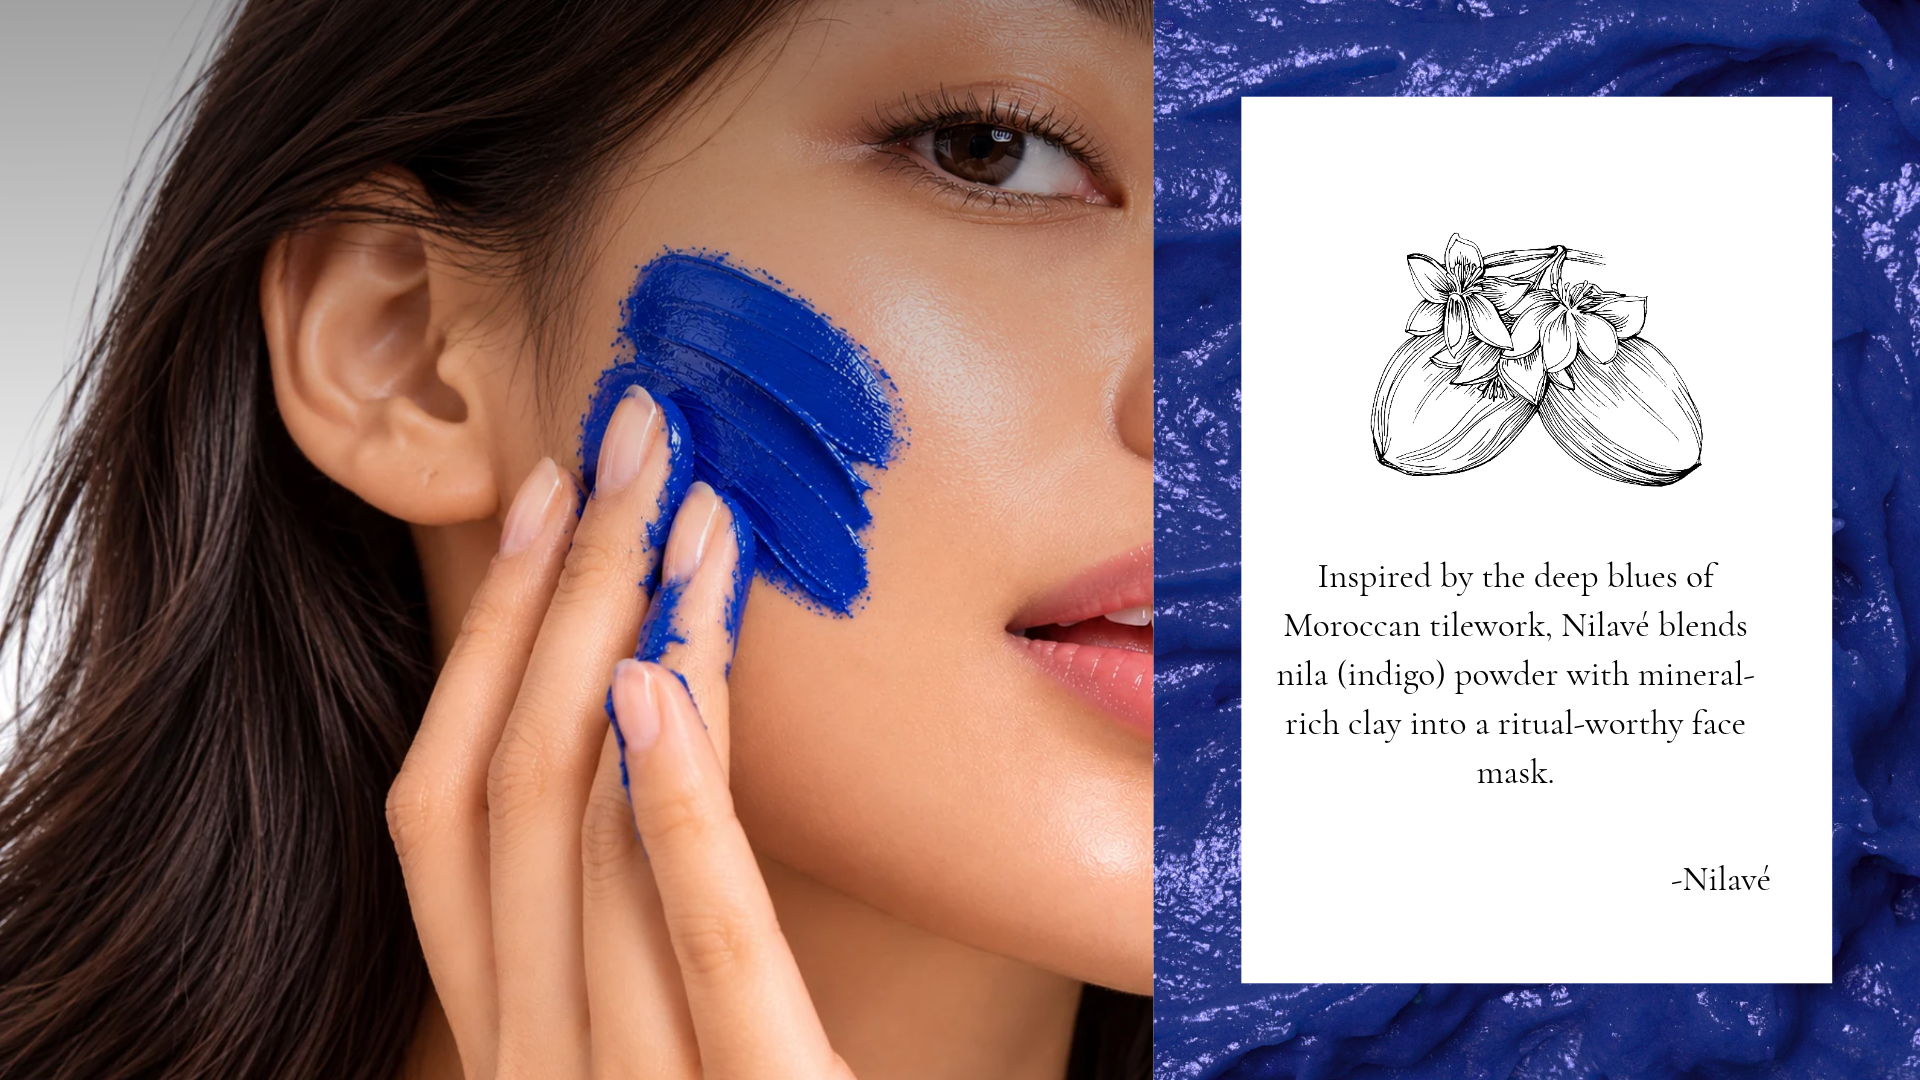 Inspired by the deep blues of
Moroccan tilework, Nilavé blends
nila (indigo) powder with mineral-
rich clay into a ritual-worthy face
mask.
-Nilavé